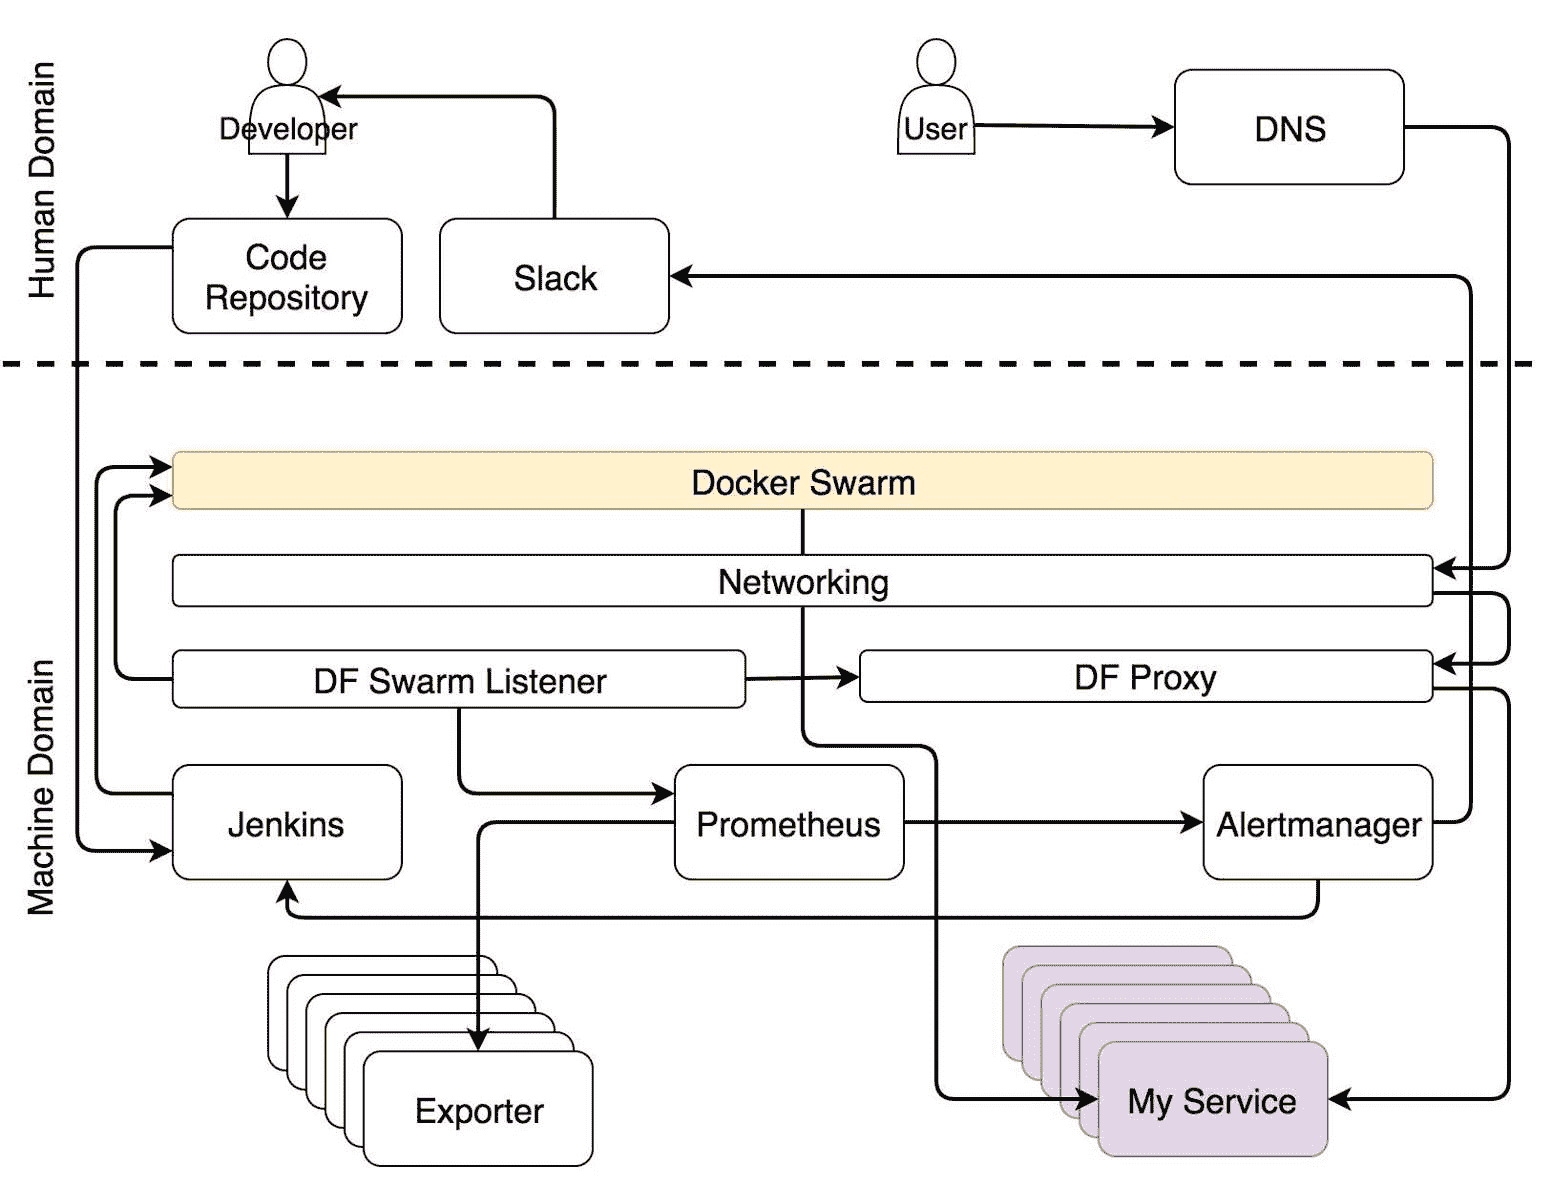 Human Domain
Developer
User
DNS
Code
Repository
Slack
Machine Domain
Docker Swarm
Networking
DF Swarm Listener
DF Proxy
Jenkins
Prometheus
Alertmanager
Exporter
My Service